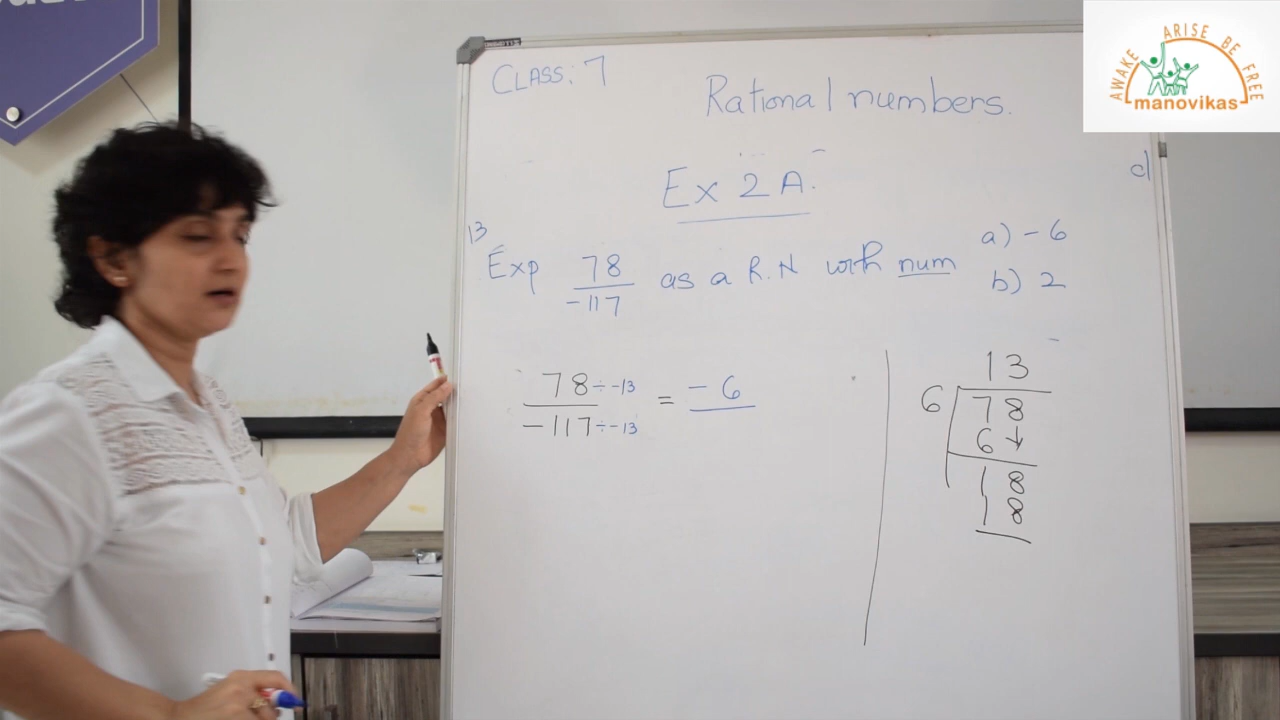 CLASS: 7
Rational numbers.
AWAKE ARISE BE FREE
manovikas
Ex 2A.
d
13
Exp 78/-117 as a R.N with num
a) -6
b) 2
78 ÷ -13 / -117 ÷ -13 = -6
13
6 78
6 ↓
18
18